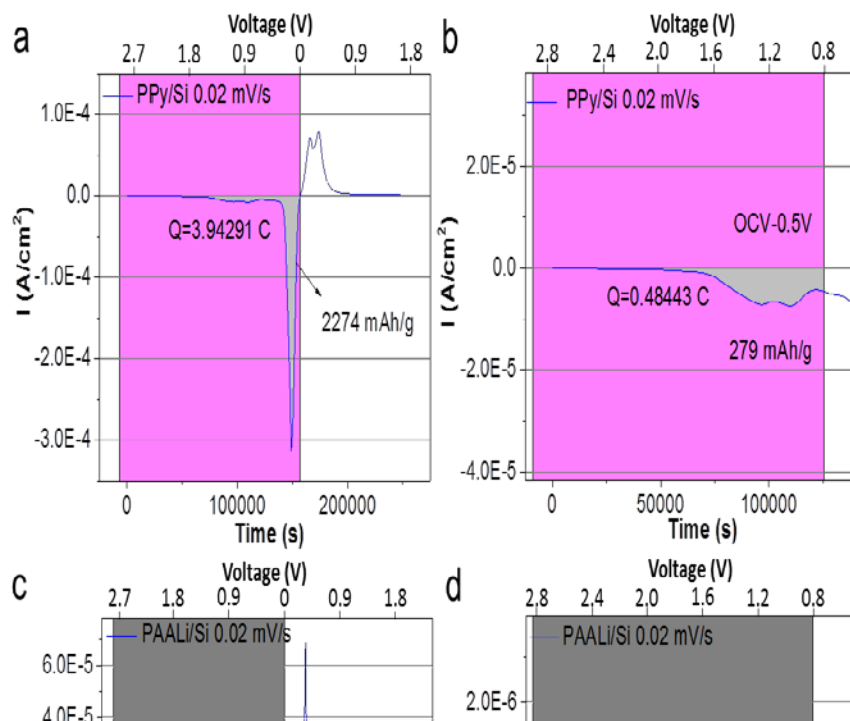 a
Voltage (V)
2.7 1.8 0.9 0 0.9 1.8
PPy/Si 0.02 mV/s
1.0E-4
0.0
-1.0E-4
-2.0E-4
-3.0E-4
I (A/cm²)
Q=3.94291 C
2274 mAh/g
0 100000 200000
Time (s)
b
Voltage (V)
2.8 2.4 2.0 1.6 1.2 0.8
PPy/Si 0.02 mV/s
2.0E-5
0.0
-2.0E-5
-4.0E-5
I (A/cm²)
OCV-0.5V
Q=0.48443 C
279 mAh/g
0 50000 100000
Time (s)
c
Voltage (V)
2.7 1.8 0.9 0 0.9 1.8
PAALi/Si 0.02 mV/s
6.0E-5
4.0E-5
d
Voltage (V)
2.8 2.4 2.0 1.6 1.2 0.8
PAALi/Si 0.02 mV/s
2.0E-6